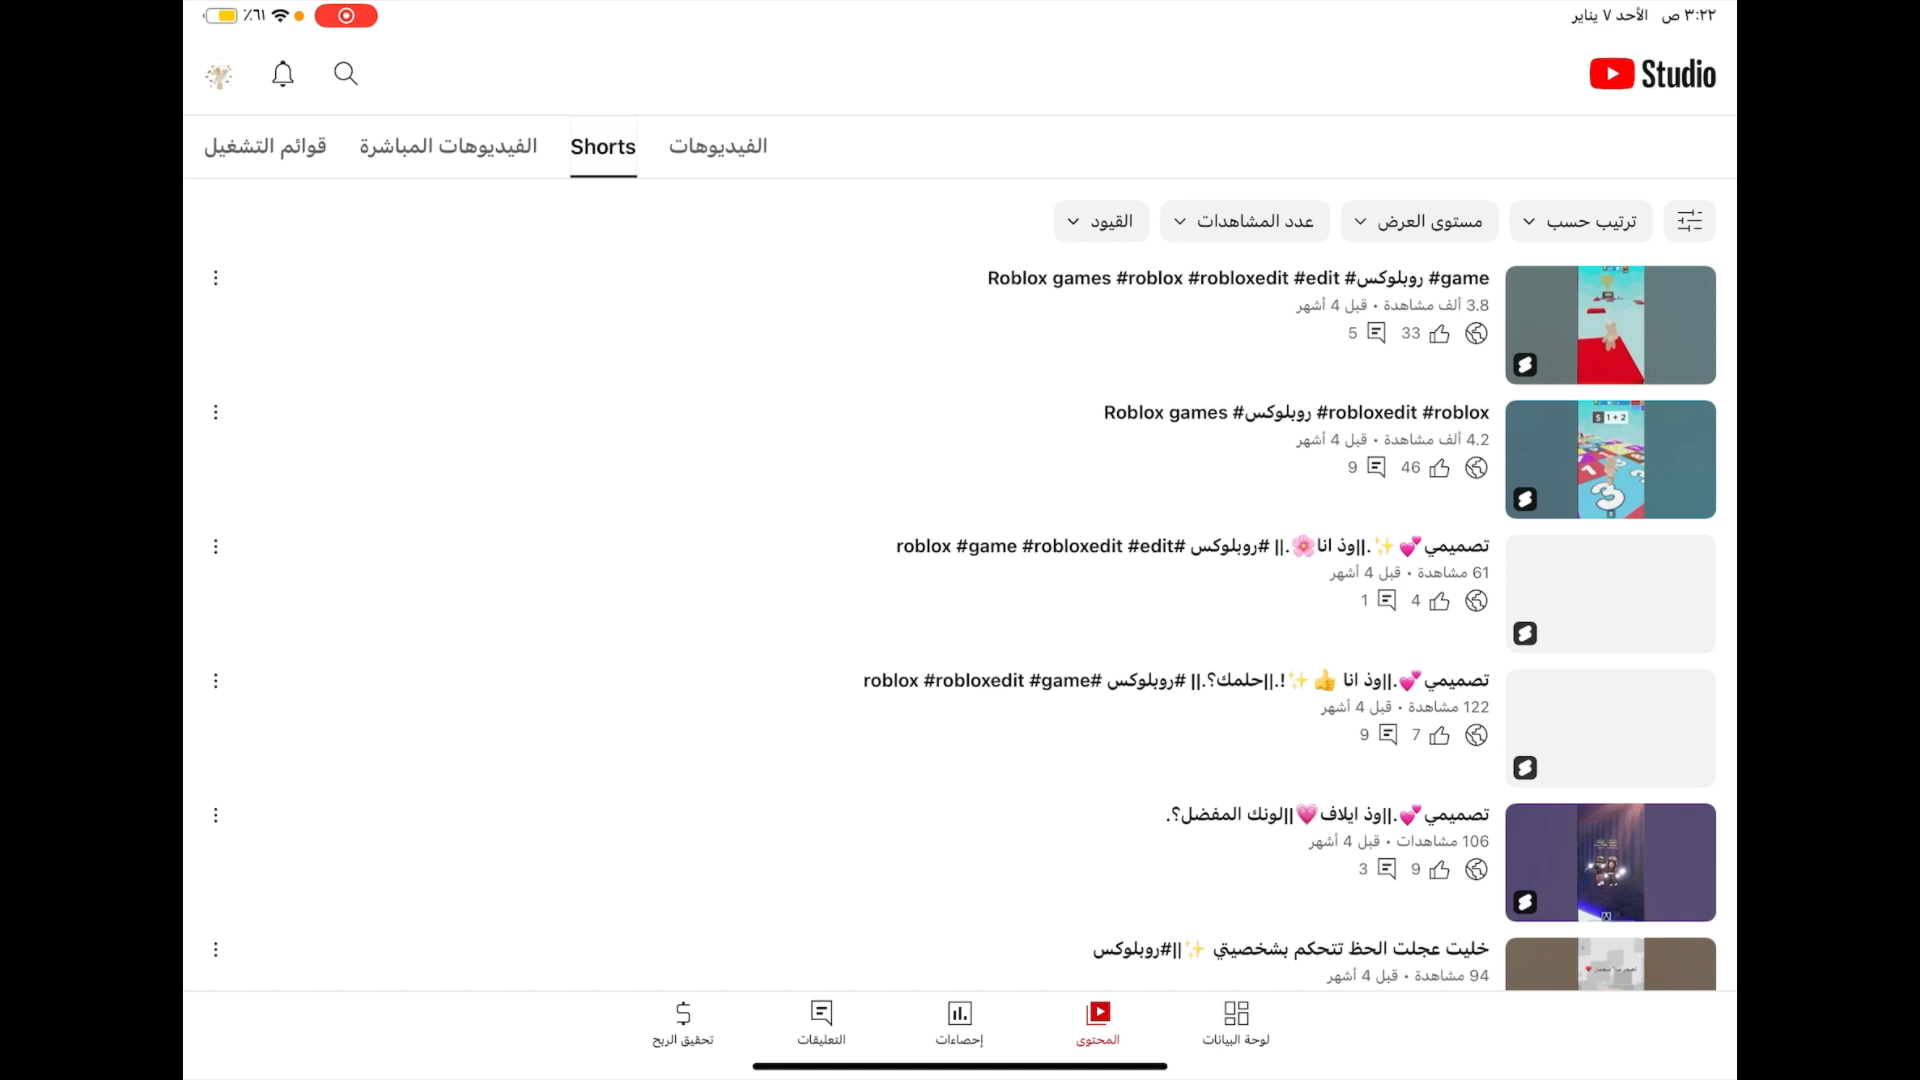 ٣:٢٢ ص الأحد ٧ يناير
٪٦١
Studio
الفيديوهات
Shorts
الفيديوهات المباشرة
قوائم التشغيل
ترتيب حسب
مستوى العرض
عدد المشاهدات
القيود
Roblox games #roblox #robloxedit #edit #روبلوكس #game
3.8 ألف مشاهدة • قبل 4 أشهر
33 5
Roblox games #روبلوكس #robloxedit #roblox
4.2 ألف مشاهدة • قبل 4 أشهر
46 9
5 1 + 2
3
تصميمي💕✨.||وذ انا🌸.|| #روبلوكس #roblox #game #robloxedit #edit
61 مشاهدة • قبل 4 أشهر
4 1
تصميمي💕.||وذ انا 👍✨!.||حلمك؟.|| #روبلوكس #roblox #robloxedit #game
122 مشاهدة • قبل 4 أشهر
7 9
تصميمي💕.||وذ ايلاف💗||لونك المفضل؟.
106 مشاهدات • قبل 4 أشهر
9 3
خليت عجلت الحظ تتحكم بشخصيتي ✨||#روبلوكس
94 مشاهدة • قبل 4 أشهر
لوحة البيانات
المحتوى
إحصاءات
التعليقات
تحقيق الربح